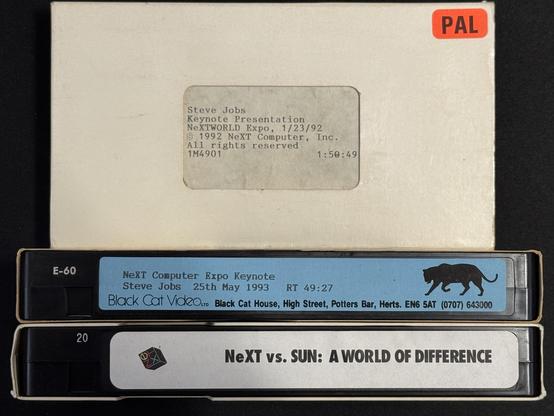 PAL
Steve Jobs
Keynote Presentation
NeXTWORLD Expo, 1/23/92
© 1992 NeXT Computer, Inc.
All rights reserved
1M4901 1:50:49
E-60
NeXT Computer Expo Keynote
Steve Jobs 25th May 1993 RT 49:27
Black Cat Video LTD Black Cat House, High Street, Potters Bar, Herts. EN6 5AT (0707) 643000
20
NeXT vs. SUN: A WORLD OF DIFFERENCE